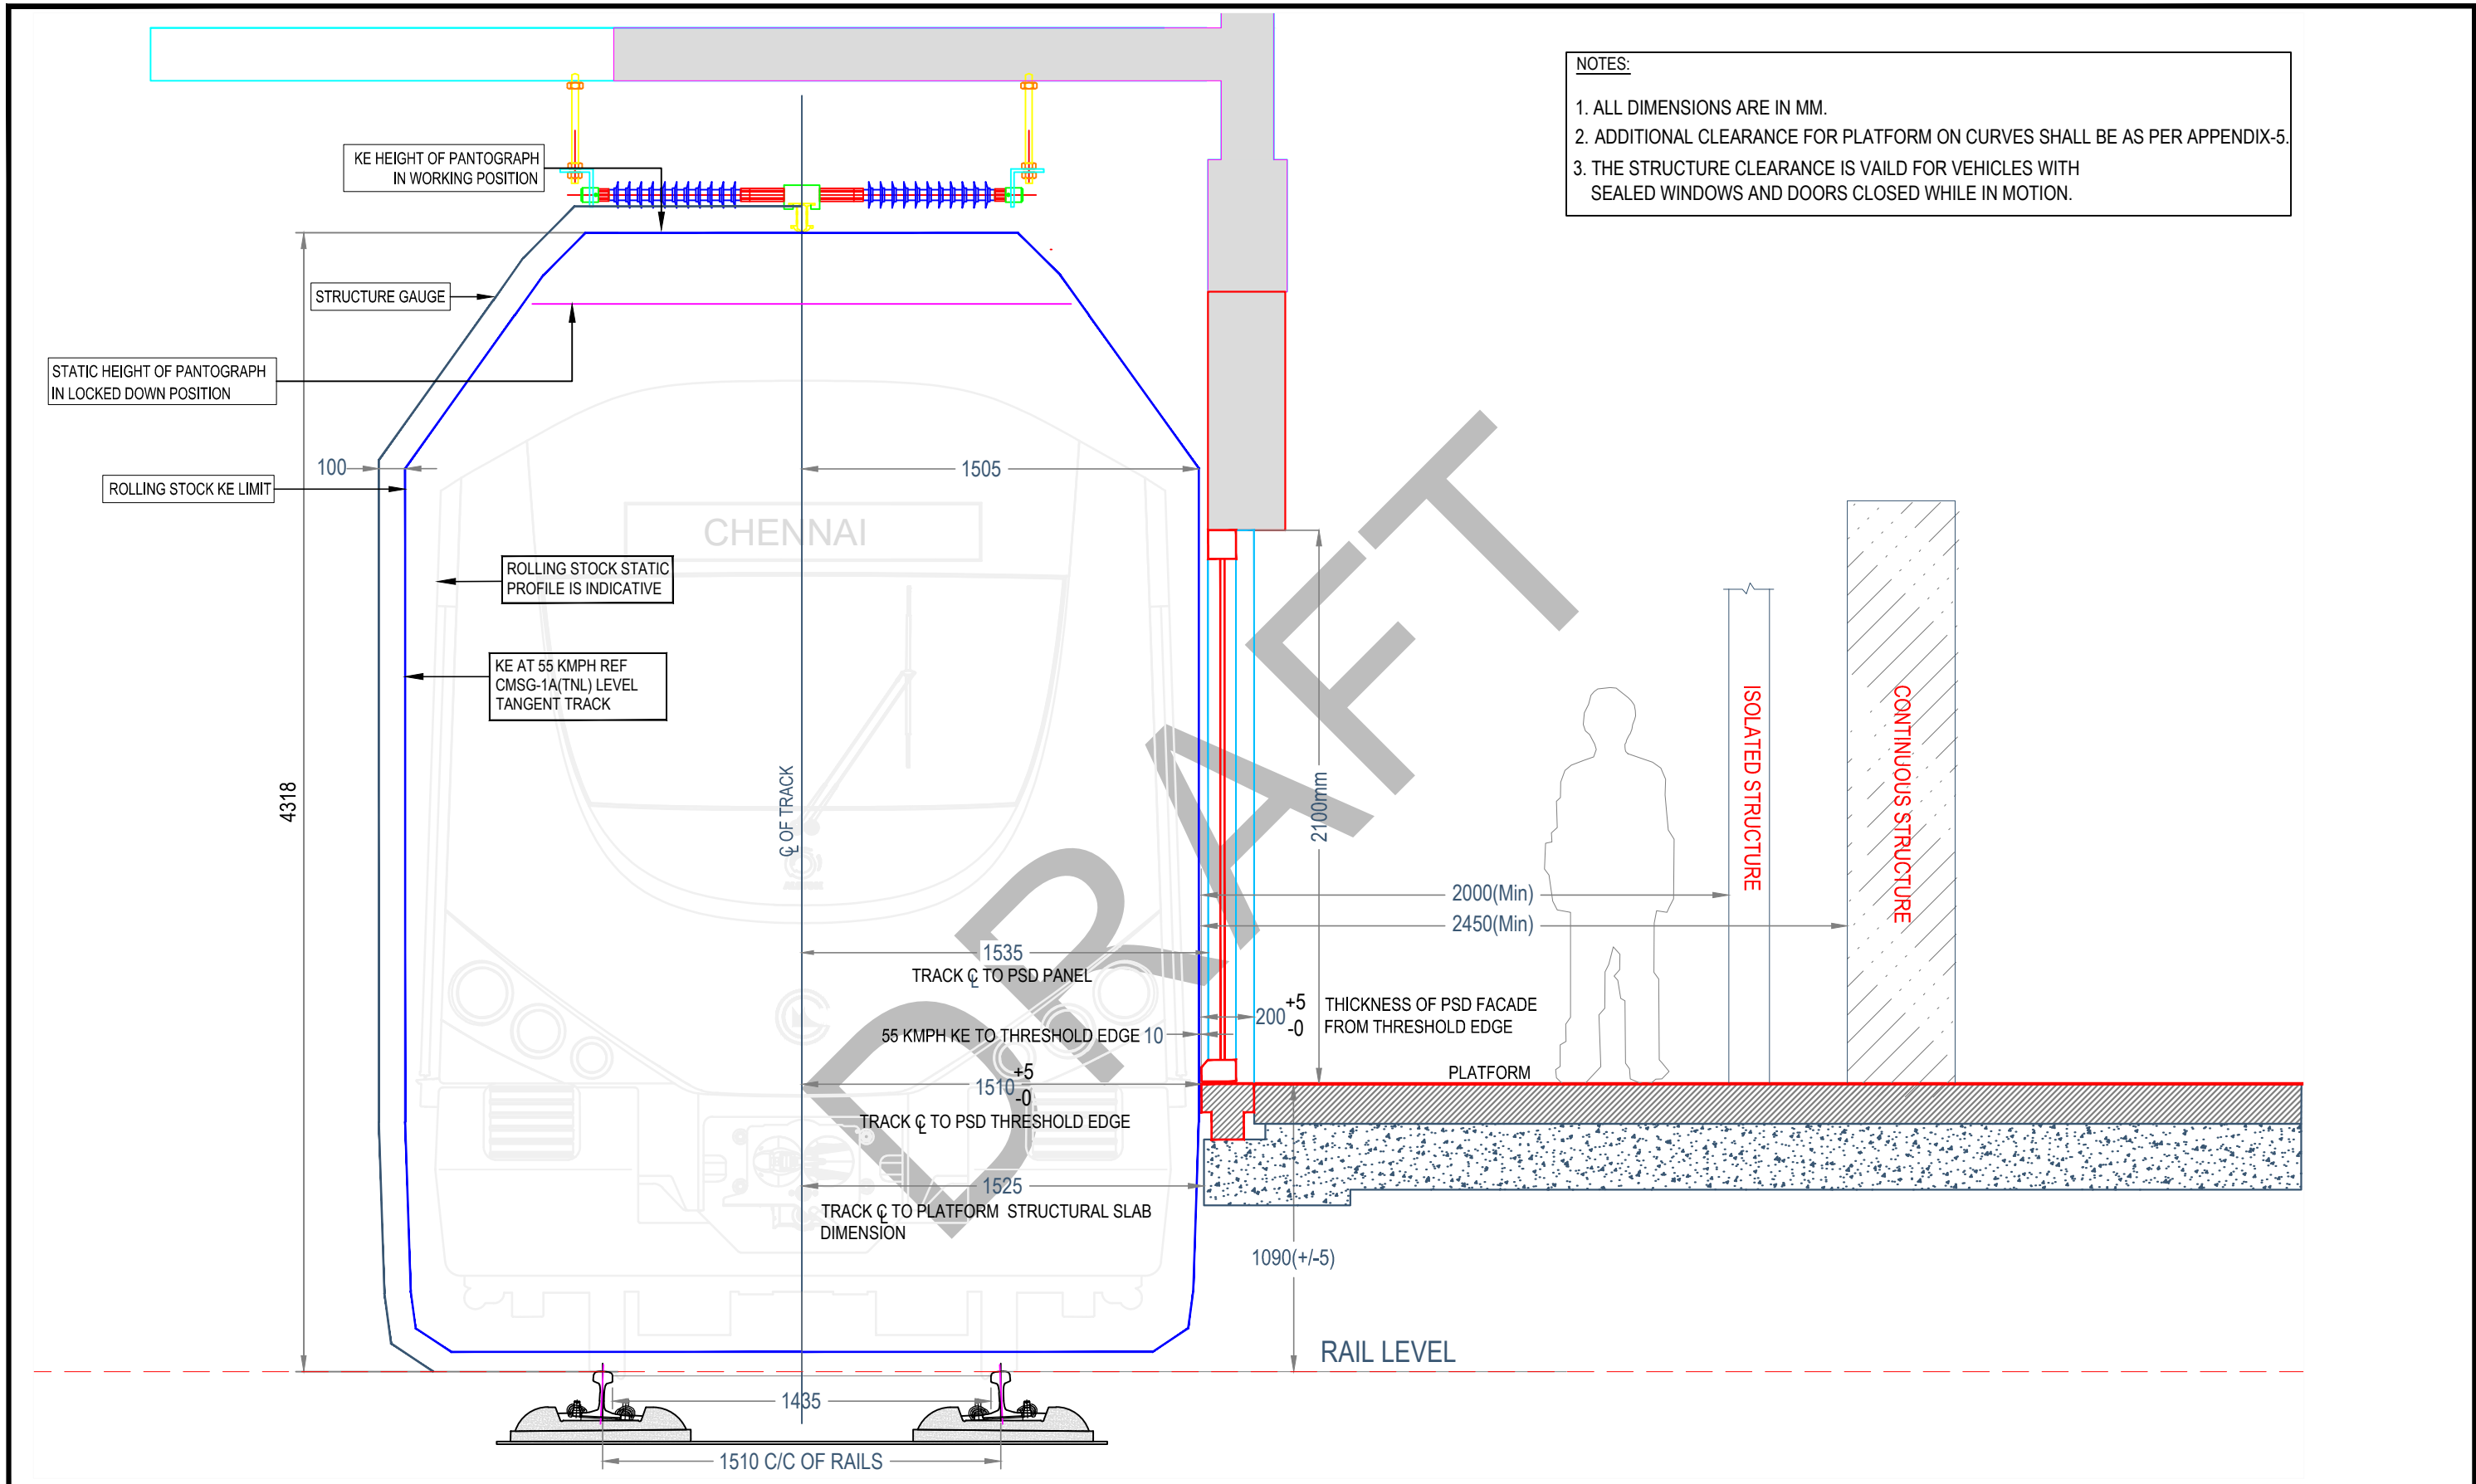 NOTES:
1. ALL DIMENSIONS ARE IN MM.
2. ADDITIONAL CLEARANCE FOR PLATFORM ON CURVES SHALL BE AS PER APPENDIX-5.
3. THE STRUCTURE CLEARANCE IS VAILD FOR VEHICLES WITH
SEALED WINDOWS AND DOORS CLOSED WHILE IN MOTION.
KE HEIGHT OF PANTOGRAPH
IN WORKING POSITION
STRUCTURE GAUGE
STATIC HEIGHT OF PANTOGRAPH
IN LOCKED DOWN POSITION
100
1505
ROLLING STOCK KE LIMIT
CHENNAI
ROLLING STOCK STATIC
PROFILE IS INDICATIVE
KE AT 55 KMPH REF
CMSG-1A(TNL) LEVEL
TANGENT TRACK
4318
℄ OF TRACK
2100mm
ISOLATED STRUCTURE
CONTINUOUS STRUCTURE
DRAFT
2000(Min)
2450(Min)
1535
TRACK ℄ TO PSD PANEL
200 +5 -0
THICKNESS OF PSD FACADE
FROM THRESHOLD EDGE
55 KMPH KE TO THRESHOLD EDGE 10
PLATFORM
1510 +5 -0
TRACK ℄ TO PSD THRESHOLD EDGE
1525
TRACK ℄ TO PLATFORM STRUCTURAL SLAB
DIMENSION
1090(+/-5)
RAIL LEVEL
1435
1510 C/C OF RAILS